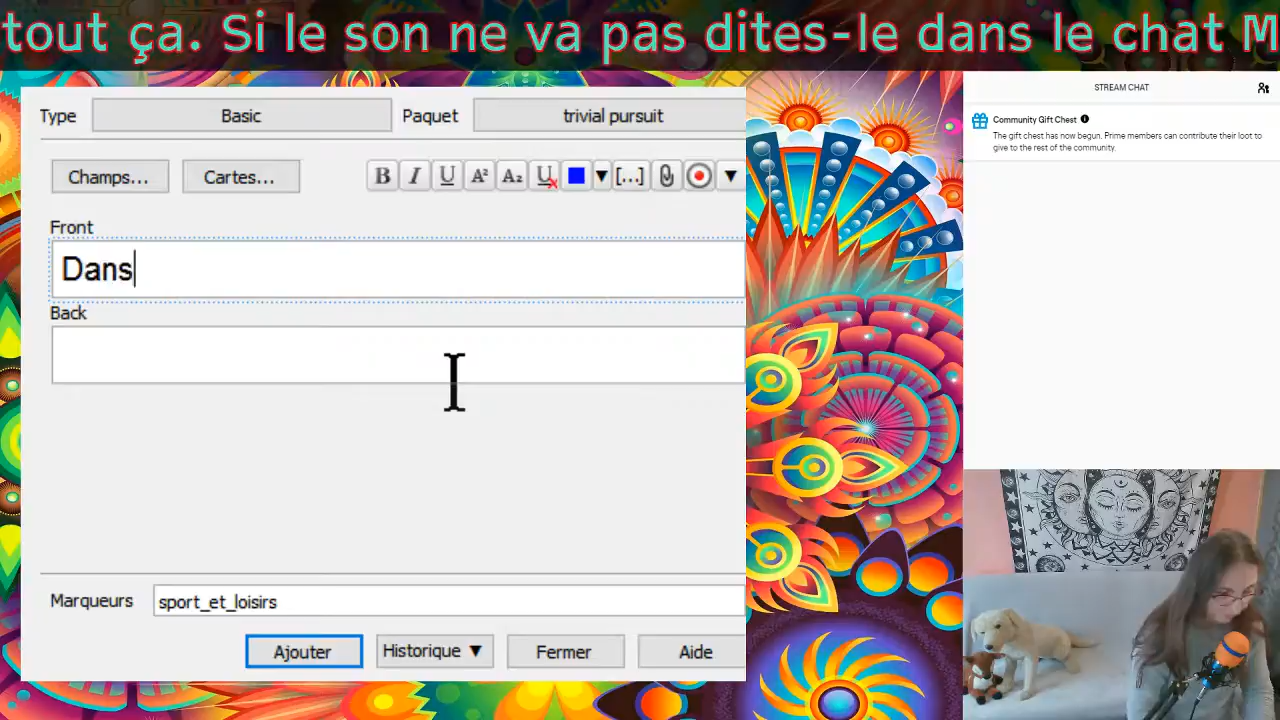 tout ça. Si le son ne va pas dites-le dans le chat M
Type Basic Paquet trivial pursuit
Champs... Cartes... B I U A² A₂ U [...]
Front
Dans
Back
Marqueurs sport_et_loisirs
Ajouter Historique ▼ Fermer Aide
STREAM CHAT
Community Gift Chest
The gift chest has now begun. Prime members can contribute their loot to
give to the rest of the community.